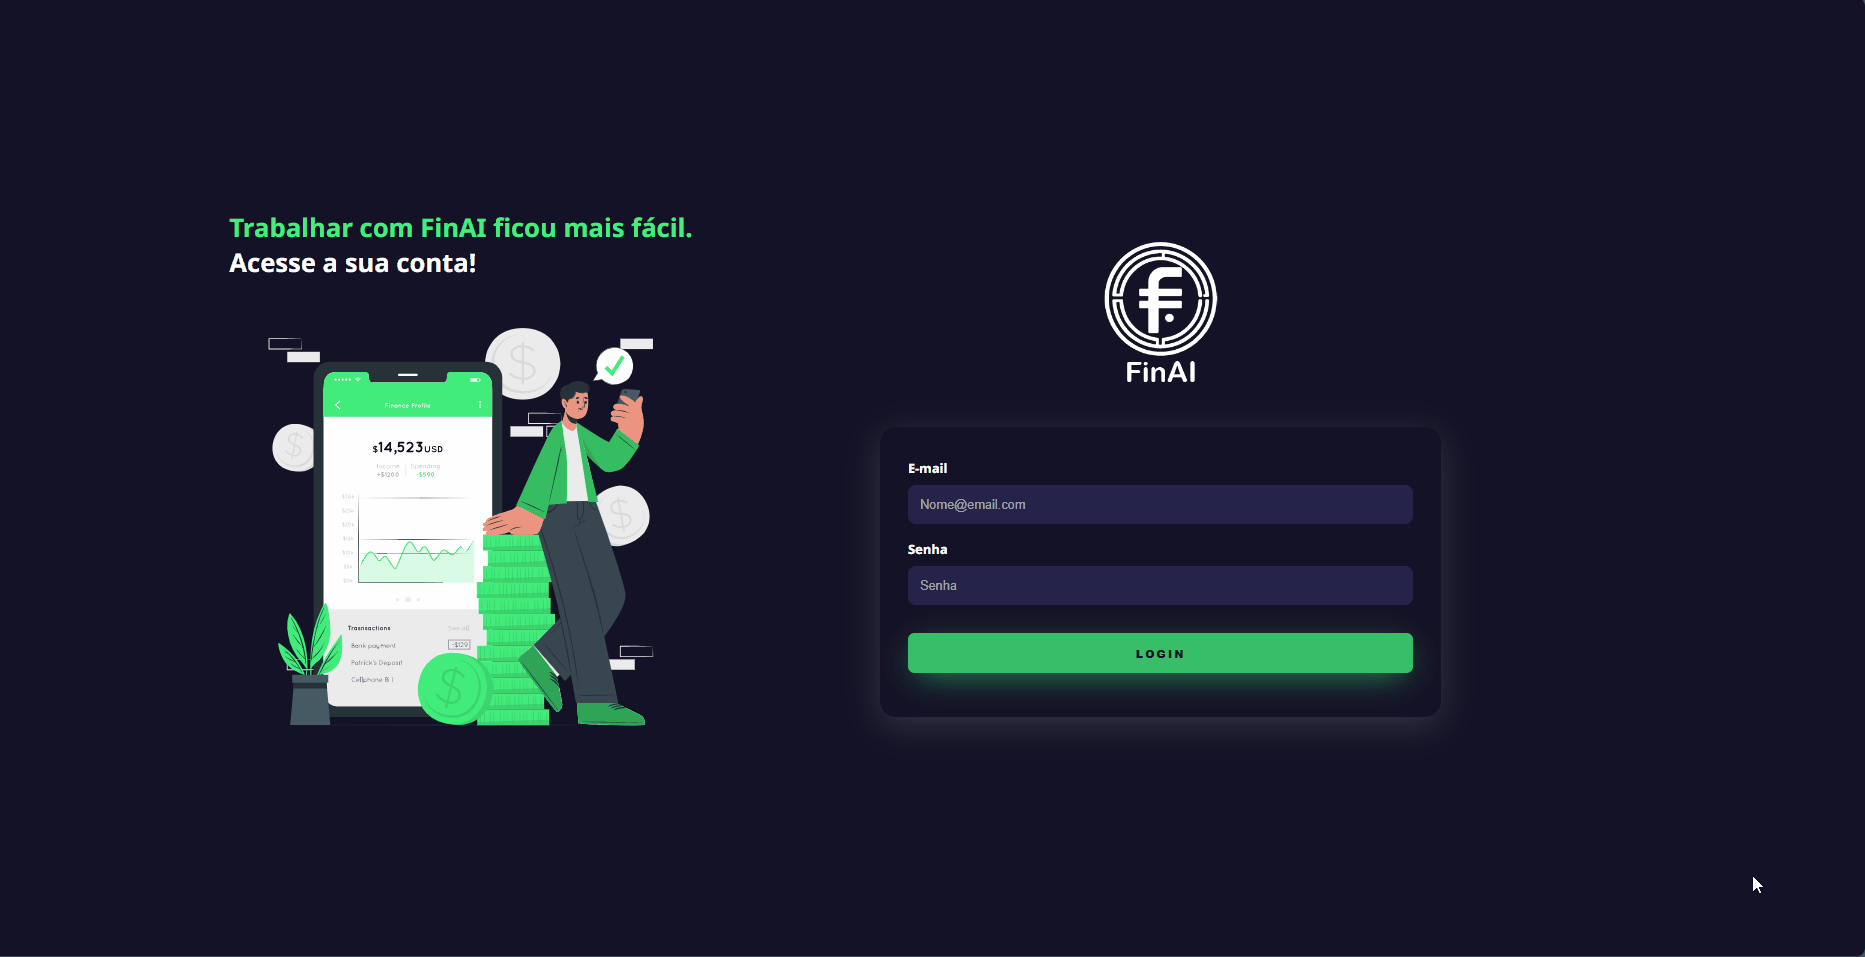 Trabalhar com FinAI ficou mais fácil.
Acesse a sua conta!
Finance Profile
$14,523USD
Income | Spending
+$1200 -$590
Transactions
See all
Bank payment
-$129
Patrick's Deposit
Cellphone Bill
FinAI
E-mail
Nome@email.com
Senha
Senha
LOGIN